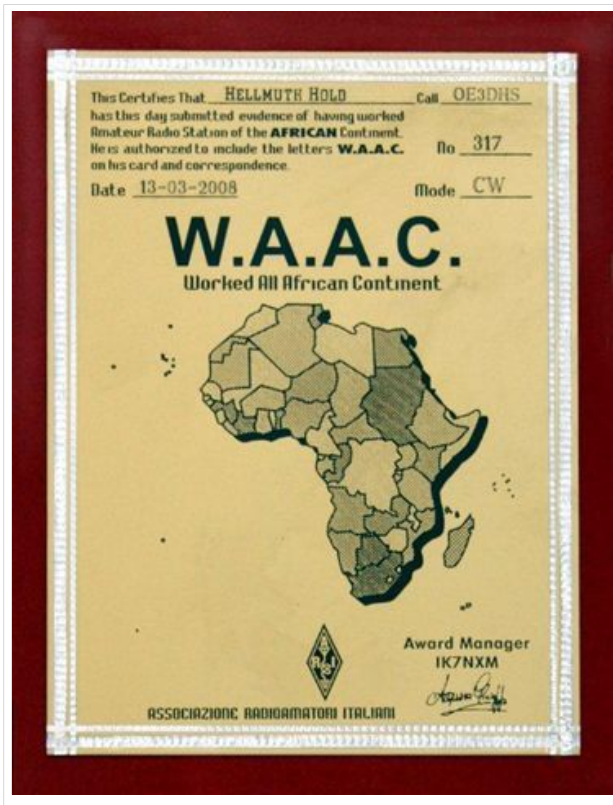 This Certifies That HELLMUTH HOLD Call OE3DHS
has this day submitted evidence of having worked
Amateur Radio Station of the AFRICAN Continent.
He is authorized to include the letters W.A.A.C.
on his card and correspondence.
No 317
Date 13-03-2008 Mode CW
W.A.A.C.
Worked All African Continent
A
R I
Award Manager
IK7NXM
ASSOCIAZIONE RADIOAMATORI ITALIANI